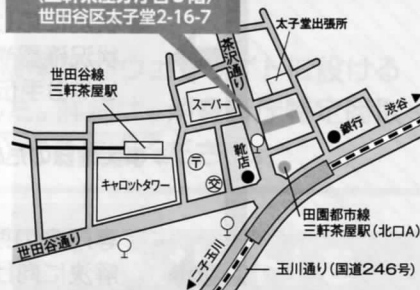 世田谷区太子堂2-16-7
茶沢通り
太子堂出張所
世田谷線
三軒茶屋駅
スーパー
渋谷
銀行
靴店
〒
交
キャロットタワー
田園都市線
三軒茶屋駅(北口A)
世田谷通り
二子玉川
玉川通り(国道246号)